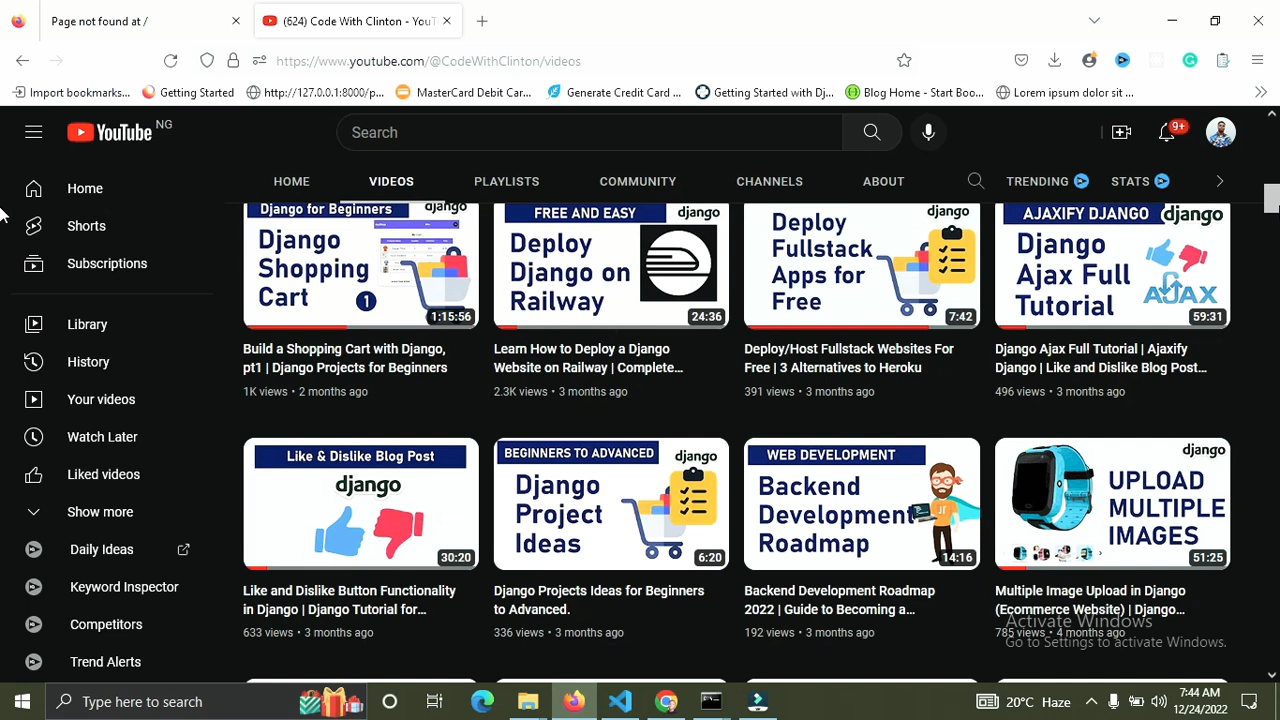 Page not found at /
(624) Code With Clinton - YouT
https://www.youtube.com/@CodeWithClinton/videos
Import bookmarks...
Getting Started
http://127.0.0.1:8000/p...
MasterCard Debit Car...
Generate Credit Card ...
Getting Started with Dj...
Blog Home - Start Boo...
Lorem ipsum dolor sit ...
YouTube NG
Search
9+
HOME
VIDEOS
PLAYLISTS
COMMUNITY
CHANNELS
ABOUT
TRENDING
STATS
Home
Shorts
Subscriptions
Library
History
Your videos
Watch Later
Liked videos
Show more
Daily Ideas
Keyword Inspector
Competitors
Trend Alerts
Django for Beginners
django
Django
Shopping
Cart
1
1:15:56
Build a Shopping Cart with Django,
pt1 | Django Projects for Beginners
1K views • 2 months ago
FREE AND EASY
django
Deploy
Django on
Railway
24:36
Learn How to Deploy a Django
Website on Railway | Complete...
2.3K views • 3 months ago
django
Deploy
Fullstack
Apps for
Free
7:42
Deploy/Host Fullstack Websites For
Free | 3 Alternatives to Heroku
391 views • 3 months ago
AJAXIFY DJANGO
django
Django
Ajax Full
Tutorial
AJAX
59:31
Django Ajax Full Tutorial | Ajaxify
Django | Like and Dislike Blog Post...
496 views • 3 months ago
Like & Dislike Blog Post
django
30:20
Like and Dislike Button Functionality
in Django | Django Tutorial for...
633 views • 3 months ago
BEGINNERS TO ADVANCED
django
Django
Project
Ideas
6:20
Django Projects Ideas for Beginners
to Advanced.
336 views • 3 months ago
WEB DEVELOPMENT
Backend
Development
Roadmap
14:16
Backend Development Roadmap
2022 | Guide to Becoming a...
192 views • 3 months ago
django
UPLOAD
MULTIPLE
IMAGES
51:25
Multiple Image Upload in Django
(Ecommerce Website) | Django...
785 views • 4 months ago
Activate Windows
Go to Settings to activate Windows.
Type here to search
20°C Haze
7:44 AM
12/24/2022